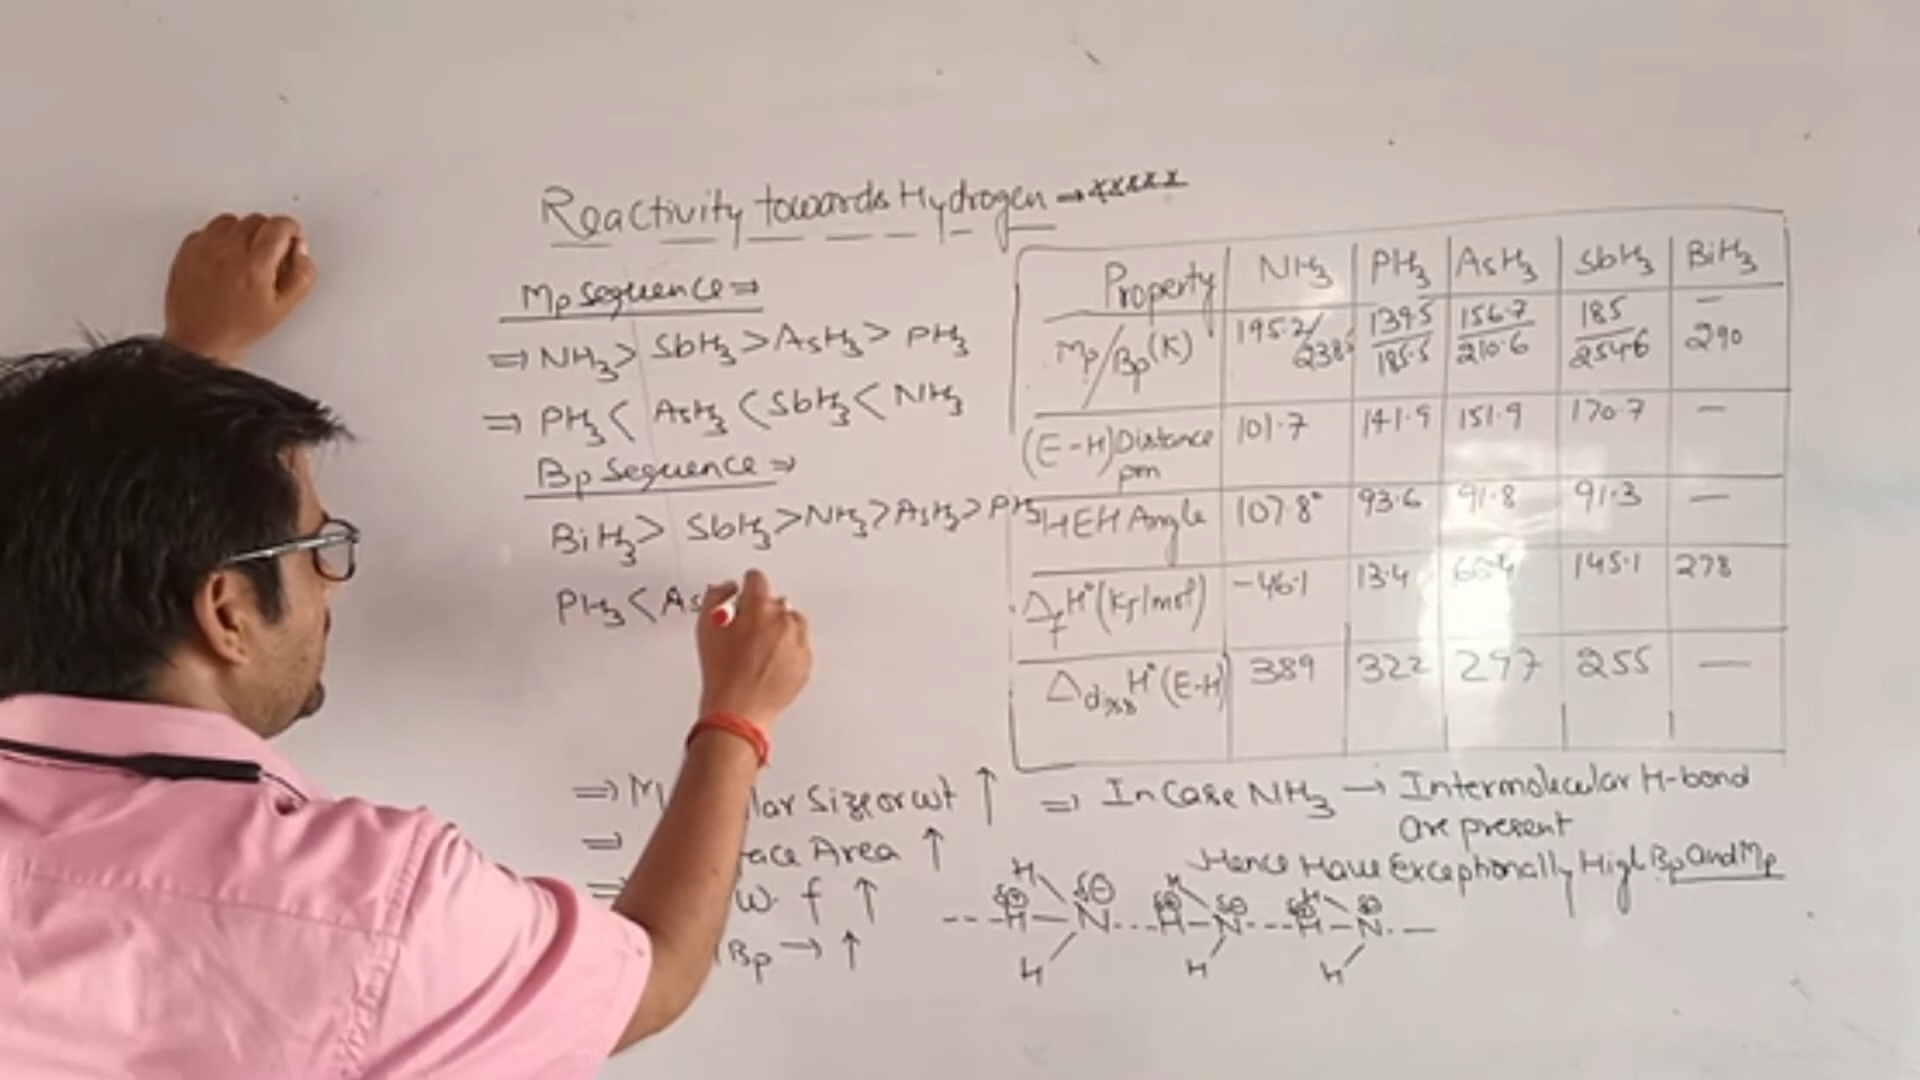 Reactivity towards Hydrogen → xxxxx
Mp Sequence ⇒
⇒ NH3 > SbH3 > AsH3 > PH3
⇒ PH3 < AsH3 < SbH3 < NH3
Bp Sequence ⇒
BiH3 > SbH3 > NH3 > AsH3 > PH3
PH3 < As
Property NH3 PH3 AsH3 SbH3 BiH3
Mp/Bp(K) 195.2/238. 139.5/185.5 156.7/210.6 185/254.6 –/290
(E-H) Distance pm 101.7 141.9 151.9 170.7 —
HEH Angle 107.8° 93.6 91.8 91.3 —
ΔfH°(KJ/mol) -46.1 13.4 66.4 145.1 278
ΔdissH°(E-H) 389 322 297 255 —
⇒ M lar Size or wt ↑
⇒ ace Area ↑
⇒ W. f ↑
Bp → ↑
⇒ In Case NH3 → Intermolecular H-bond
are present
Hence Have Exceptionally High Bp and Mp
H δ⊖ H δ⊖ H δ⊖
δ⊕ δ⊕ δ⊕
---H—N---H—N---H—N.—
H H H